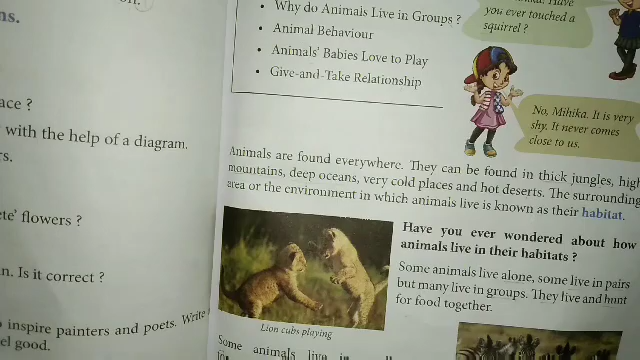 ns.
ace ?
with the help of a diagram.
rs.
ete' flowers ?
n. Is it correct ?
inspire painters and poets. Write
el good.
• Why do Animals Live in Groups ?
• Animal Behaviour
• Animals' Babies Love to Play
• Give-and-Take Relationship
you ever touched a
squirrel ?
No, Mihika. It is very
shy. It never comes
close to us.
Animals are found everywhere. They can be found in thick jungles, high
mountains, deep oceans, very cold places and hot deserts. The surrounding
area or the environment in which animals live is known as their habitat.
Lion cubs playing
Have you ever wondered about how
animals live in their habitats ?
Some animals live alone, some live in pairs
but many live in groups. They live and hunt
for food together.
Some animals live in